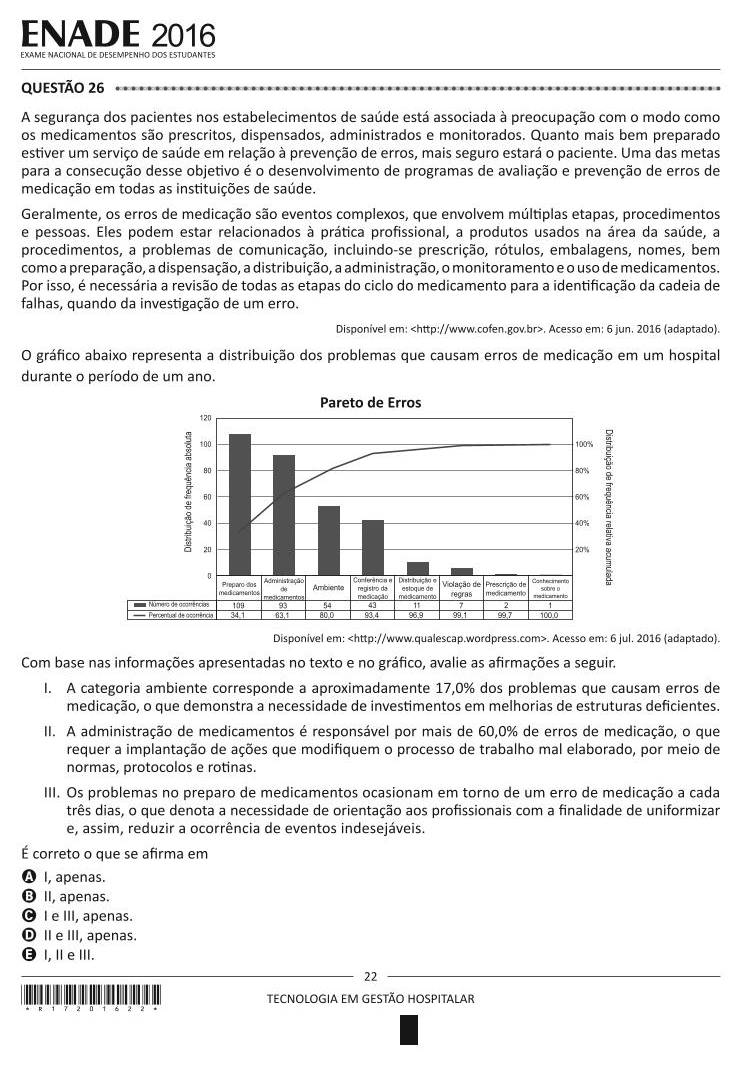 ENADE 2016
EXAME NACIONAL DE DESEMPENHO DOS ESTUDANTES
QUESTÃO 26
A segurança dos pacientes nos estabelecimentos de saúde está associada à preocupação com o modo como
os medicamentos são prescritos, dispensados, administrados e monitorados. Quanto mais bem preparado
estiver um serviço de saúde em relação à prevenção de erros, mais seguro estará o paciente. Uma das metas
para a consecução desse objetivo é o desenvolvimento de programas de avaliação e prevenção de erros de
medicação em todas as instituições de saúde.
Geralmente, os erros de medicação são eventos complexos, que envolvem múltiplas etapas, procedimentos
e pessoas. Eles podem estar relacionados à prática profissional, a produtos usados na área da saúde, a
procedimentos, a problemas de comunicação, incluindo-se prescrição, rótulos, embalagens, nomes, bem
como a preparação, a dispensação, a distribuição, a administração, o monitoramento e o uso de medicamentos.
Por isso, é necessária a revisão de todas as etapas do ciclo do medicamento para a identificação da cadeia de
falhas, quando da investigação de um erro.
Disponível em: <http://www.cofen.gov.br>. Acesso em: 6 jun. 2016 (adaptado).
O gráfico abaixo representa a distribuição dos problemas que causam erros de medicação em um hospital
durante o período de um ano.
Pareto de Erros
Distribuição de frequência absoluta
120
100
80
60
40
20
0
100%
80%
60%
40%
20%
Distribuição de frequência relativa acumulada
Preparo dos
medicamentos
Administração
de
medicamentos
Ambiente
Conferência e
registro da
medicação
Distribuição e
estoque de
medicamento
Violação de
regras
Prescrição de
medicamento
Conhecimento
sobre o
medicamento
Número de ocorrências 109 93 54 43 11 7 2 1
Percentual de ocorrência 34,1 63,1 80,0 93,4 96,9 99,1 99,7 100,0
Disponível em: <http://www.qualescap.wordpress.com>. Acesso em: 6 jul. 2016 (adaptado).
Com base nas informações apresentadas no texto e no gráfico, avalie as afirmações a seguir.
I. A categoria ambiente corresponde a aproximadamente 17,0% dos problemas que causam erros de
medicação, o que demonstra a necessidade de investimentos em melhorias de estruturas deficientes.
II. A administração de medicamentos é responsável por mais de 60,0% de erros de medicação, o que
requer a implantação de ações que modifiquem o processo de trabalho mal elaborado, por meio de
normas, protocolos e rotinas.
III. Os problemas no preparo de medicamentos ocasionam em torno de um erro de medicação a cada
três dias, o que denota a necessidade de orientação aos profissionais com a finalidade de uniformizar
e, assim, reduzir a ocorrência de eventos indesejáveis.
É correto o que se afirma em
A I, apenas.
B II, apenas.
C I e III, apenas.
D II e III, apenas.
E I, II e III.
22
*R17201622*
TECNOLOGIA EM GESTÃO HOSPITALAR